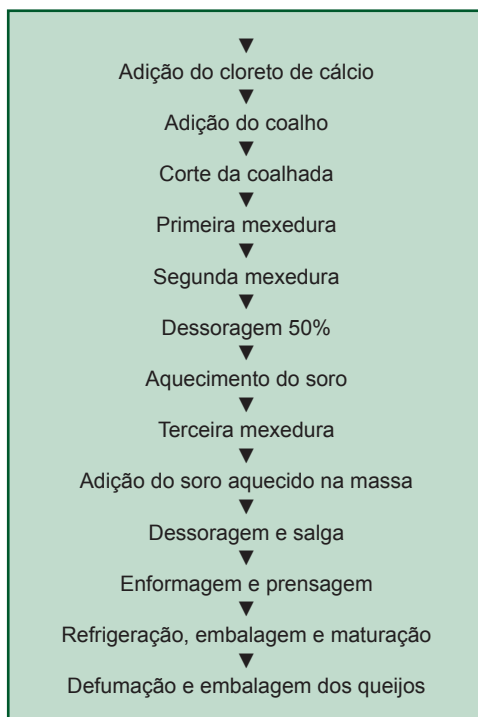 Adição do cloreto de cálcio
Adição do coalho
Corte da coalhada
Primeira mexedura
Segunda mexedura
Dessoragem 50%
Aquecimento do soro
Terceira mexedura
Adição do soro aquecido na massa
Dessoragem e salga
Enformagem e prensagem
Refrigeração, embalagem e maturação
Defumação e embalagem dos queijos